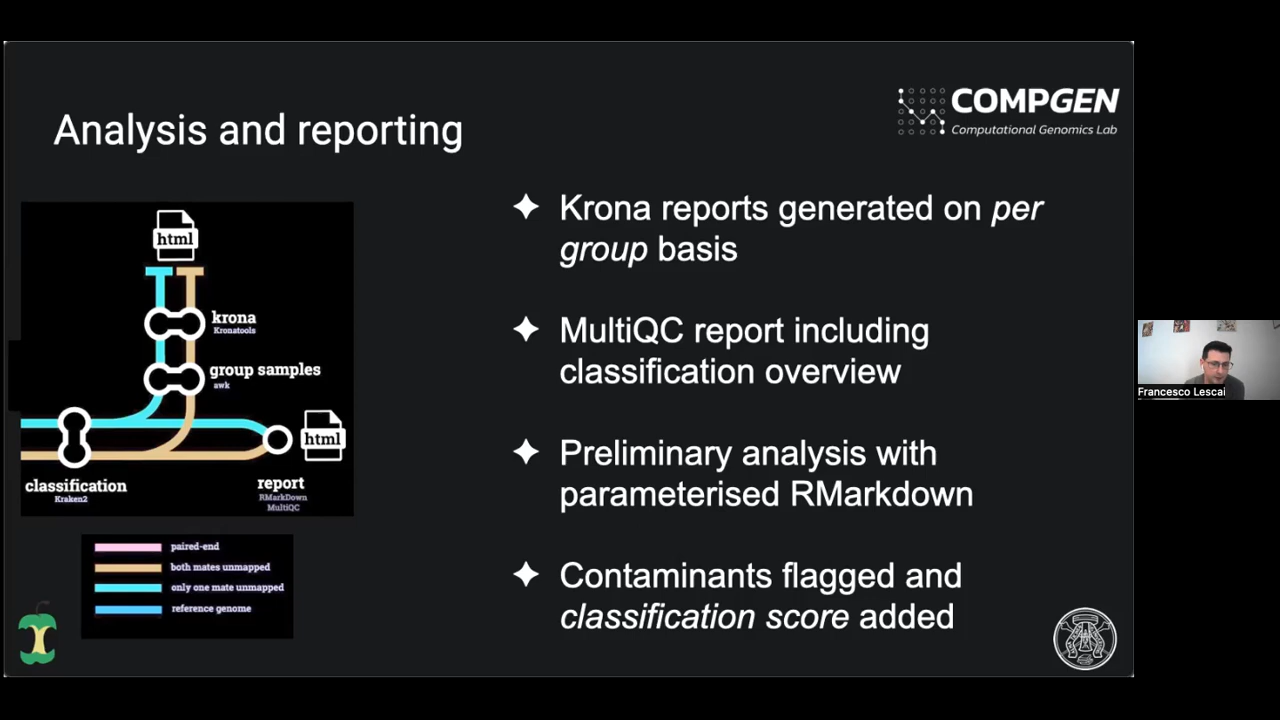 Analysis and reporting
COMPGEN
Computational Genomics Lab
html
krona
Kronatools
group samples
awk
html
classification
Kraken2
report
RMarkDown
MultiQC
paired-end
both mates unmapped
only one mate unmapped
reference genome
Krona reports generated on per
group basis
MultiQC report including
classification overview
Preliminary analysis with
parameterised RMarkdown
Contaminants flagged and
classification score added
Francesco Lescai